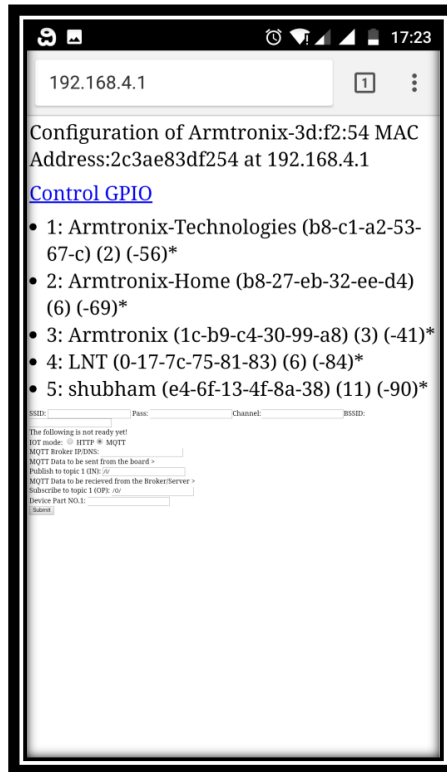 17:23
192.168.4.1
1
Configuration of Armtronix-3d:f2:54 MAC
Address:2c3ae83df254 at 192.168.4.1
Control GPIO
• 1: Armtronix-Technologies (b8-c1-a2-53-
67-c) (2) (-56)*
• 2: Armtronix-Home (b8-27-eb-32-ee-d4)
(6) (-69)*
• 3: Armtronix (1c-b9-c4-30-99-a8) (3) (-41)*
• 4: LNT (0-17-7c-75-81-83) (6) (-84)*
• 5: shubham (e4-6f-13-4f-8a-38) (11) (-90)*
SSID: Pass: Channel: BSSID:
The following is not ready yet!
IOT mode: HTTP MQTT
MQTT Broker IP/DNS:
MQTT Data to be sent from the board >
Publish to topic 1 (IN): /I/
MQTT Data to be recieved from the Broker/Server >
Subscribe to topic 1 (OP): /O/
Device Part NO.1:
Submit